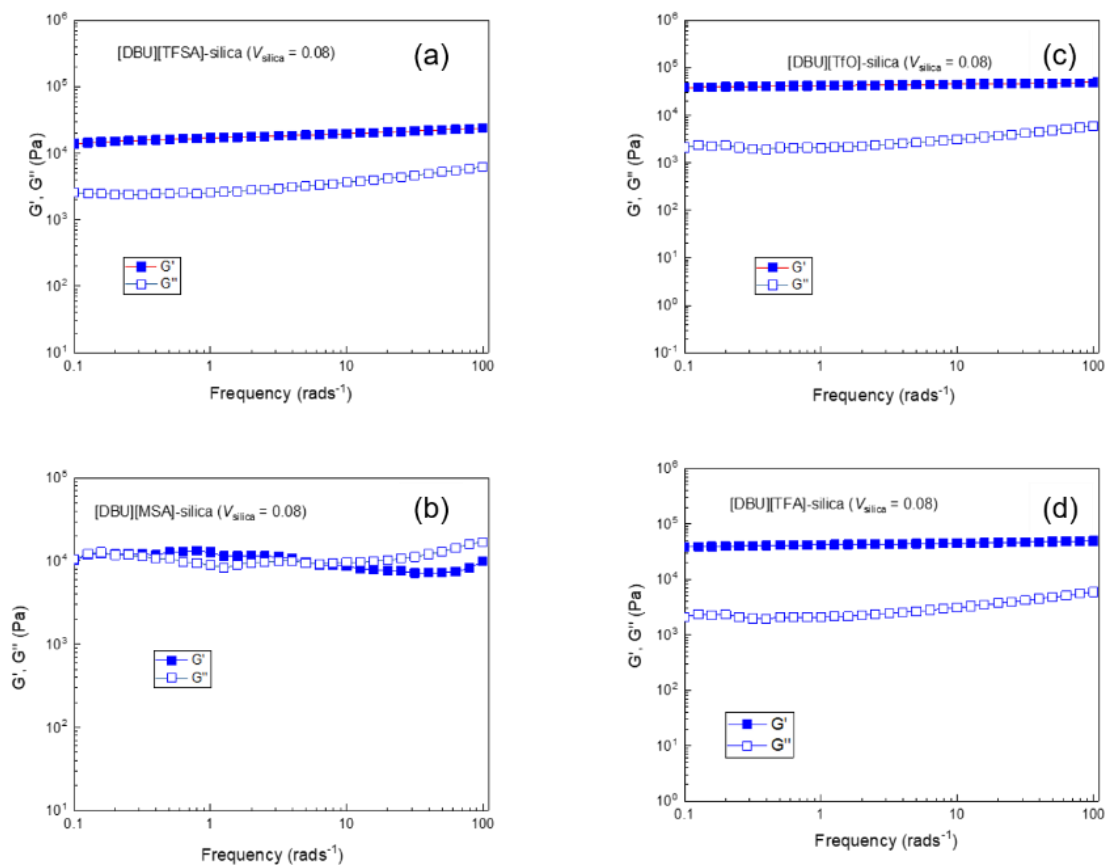 [DBU][TFSA]-silica (Vsilica = 0.08)
(a)
10⁶
10⁵
10⁴
10³
10²
10¹
G', G'' (Pa)
G'
G''
0.1
1
10
100
Frequency (rads⁻¹)
[DBU][TfO]-silica (Vsilica = 0.08)
(c)
10⁶
10⁵
10⁴
10³
10²
10¹
10⁰
10⁻¹
G', G'' (Pa)
G'
G''
0.1
1
10
100
Frequency (rads⁻¹)
[DBU][MSA]-silica (Vsilica = 0.08)
(b)
10⁵
10⁴
10³
10²
10¹
G', G'' (Pa)
G'
G''
0.1
1
10
100
Frequency (rads⁻¹)
[DBU][TFA]-silica (Vsilica = 0.08)
(d)
10⁶
10⁵
10⁴
10³
10²
10¹
10⁰
G', G'' (Pa)
G'
G''
0.1
1
10
100
Frequency (rads⁻¹)